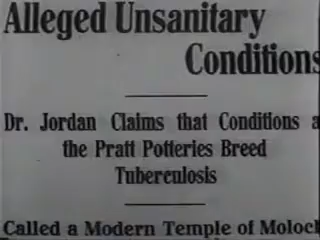 Alleged Unsanitary
Conditions
Dr. Jordan Claims that Conditions a
the Pratt Potteries Breed
Tuberculosis
Called a Modern Temple of Moloc